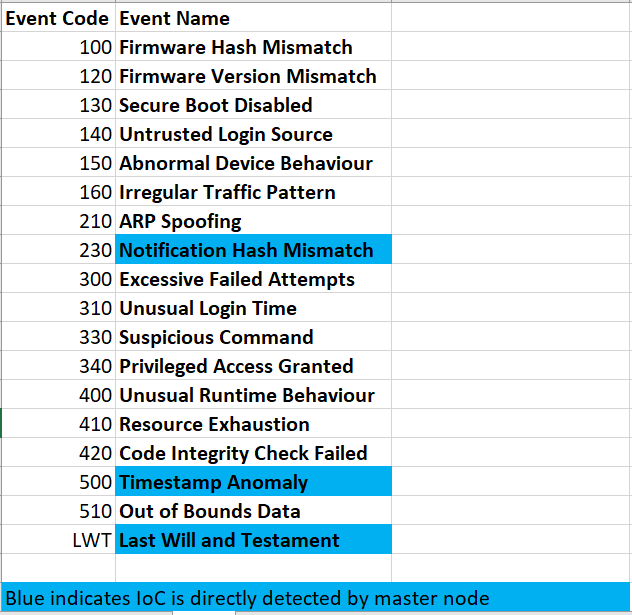 Event Code Event Name
100 Firmware Hash Mismatch
120 Firmware Version Mismatch
130 Secure Boot Disabled
140 Untrusted Login Source
150 Abnormal Device Behaviour
160 Irregular Traffic Pattern
210 ARP Spoofing
230 Notification Hash Mismatch
300 Excessive Failed Attempts
310 Unusual Login Time
330 Suspicious Command
340 Privileged Access Granted
400 Unusual Runtime Behaviour
410 Resource Exhaustion
420 Code Integrity Check Failed
500 Timestamp Anomaly
510 Out of Bounds Data
LWT Last Will and Testament
Blue indicates IoC is directly detected by master node